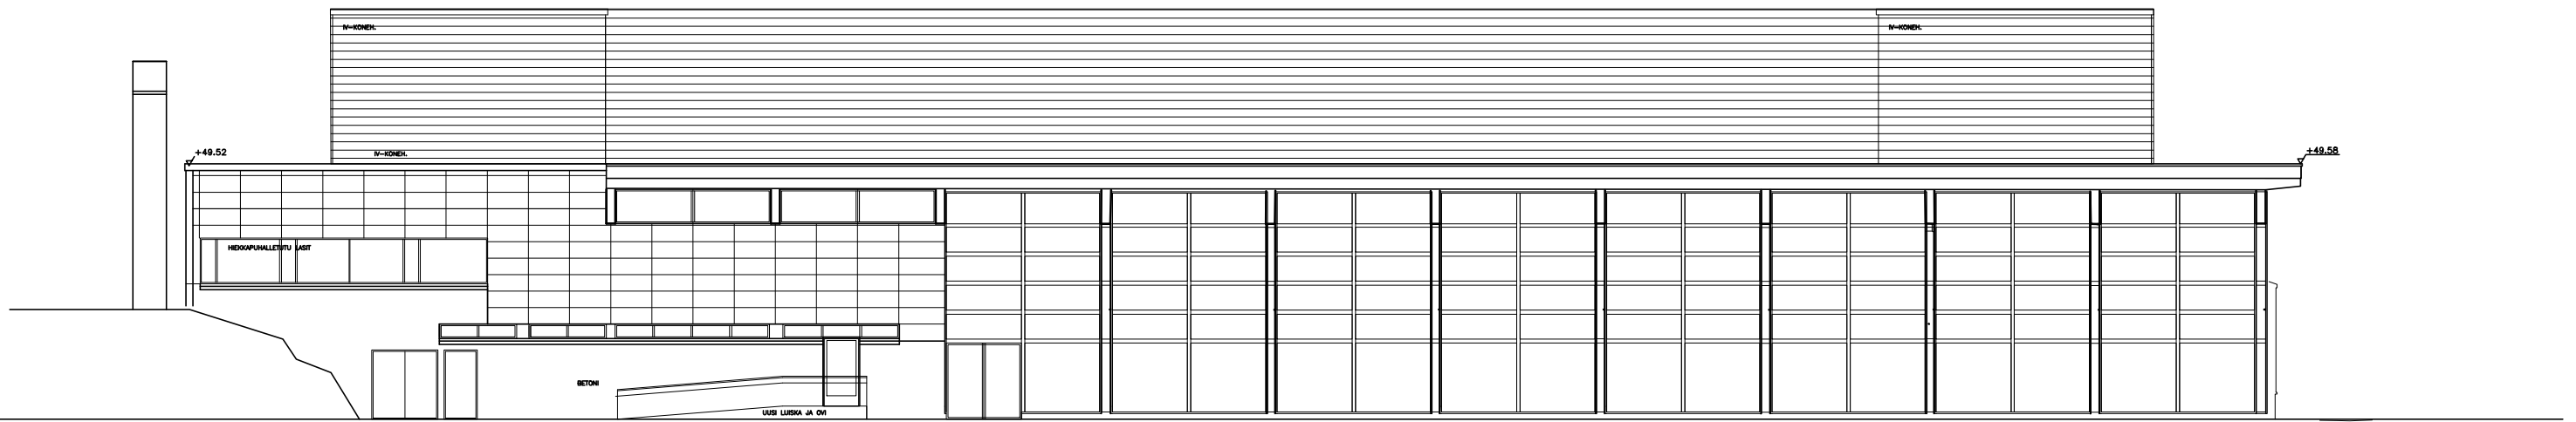 IV-KONEH.
IV-KONEH.
IV-KONEH.
+49.52
+49.58
HIEKKAPUHALLETUTU LASIT
BETONI
UUSI LUISKA JA OVI